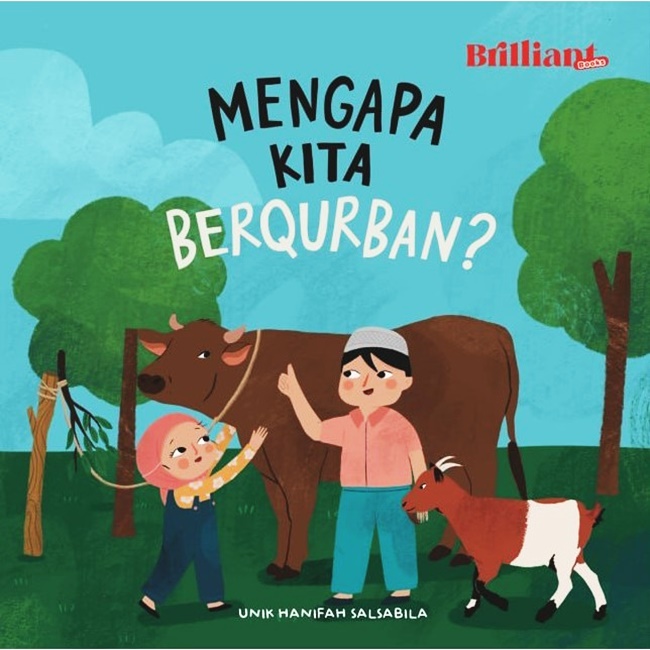 Brilliant
Books
MENGAPA
KITA
BERQURBAN?
UNIK HANIFAH SALSABILA